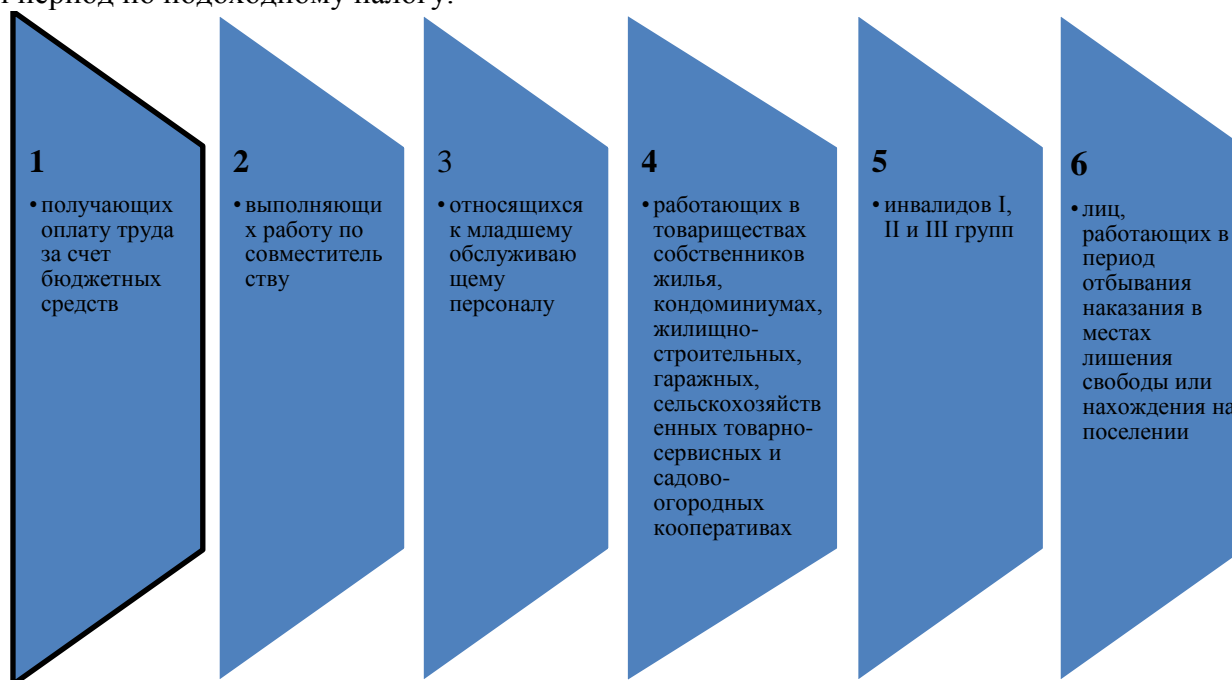 период по подоходному налогу.
1
• получающих
оплату труда
за счет
бюджетных
средств
2
• выполняющи
х работу по
совместитель
ству
3
• относящихся
к младшему
обслуживаю
щему
персоналу
4
• работающих в
товариществах
собственников
жилья,
кондоминиумах,
жилищно-
строительных,
гаражных,
сельскохозяйств
енных товарно-
сервисных и
садово-
огородных
кооперативах
5
• инвалидов I,
II и III групп
6
• лиц,
работающих в
период
отбывания
наказания в
местах
лишения
свободы или
нахождения на
поселении